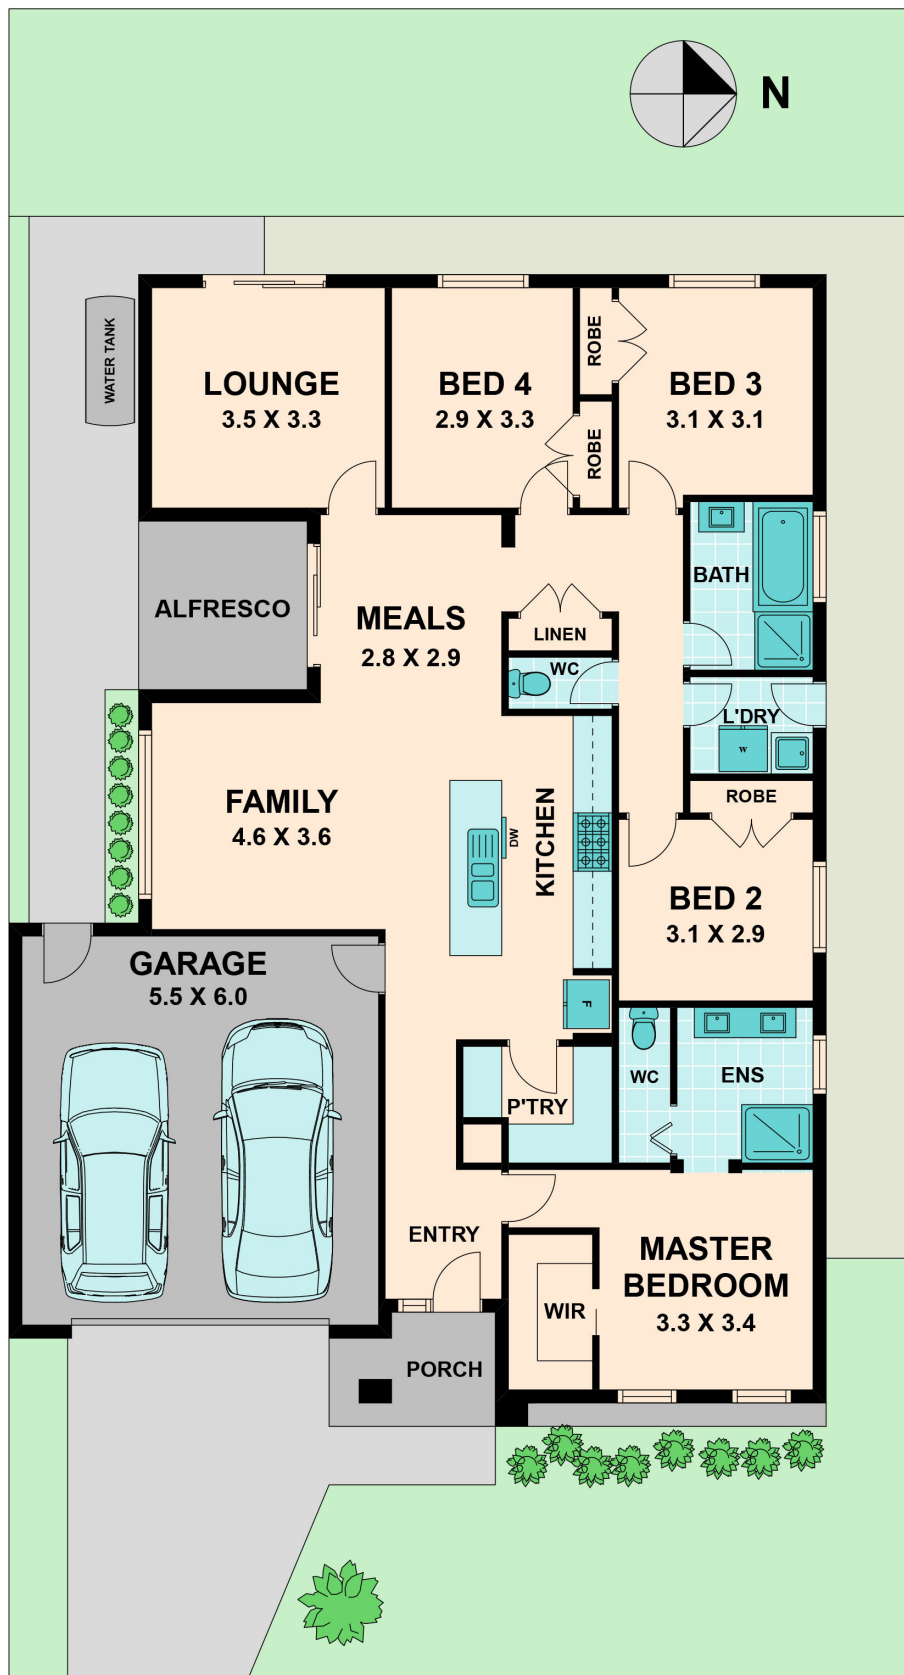 N
WATER TANK
LOUNGE
3.5 X 3.3
BED 4
2.9 X 3.3
ROBE
ROBE
BED 3
3.1 X 3.1
ALFRESCO
MEALS
2.8 X 2.9
LINEN
WC
BATH
L'DRY
W
ROBE
FAMILY
4.6 X 3.6
DW
KITCHEN
BED 2
3.1 X 2.9
GARAGE
5.5 X 6.0
F
P'TRY
WC
ENS
ENTRY
MASTER
BEDROOM
3.3 X 3.4
WIR
PORCH